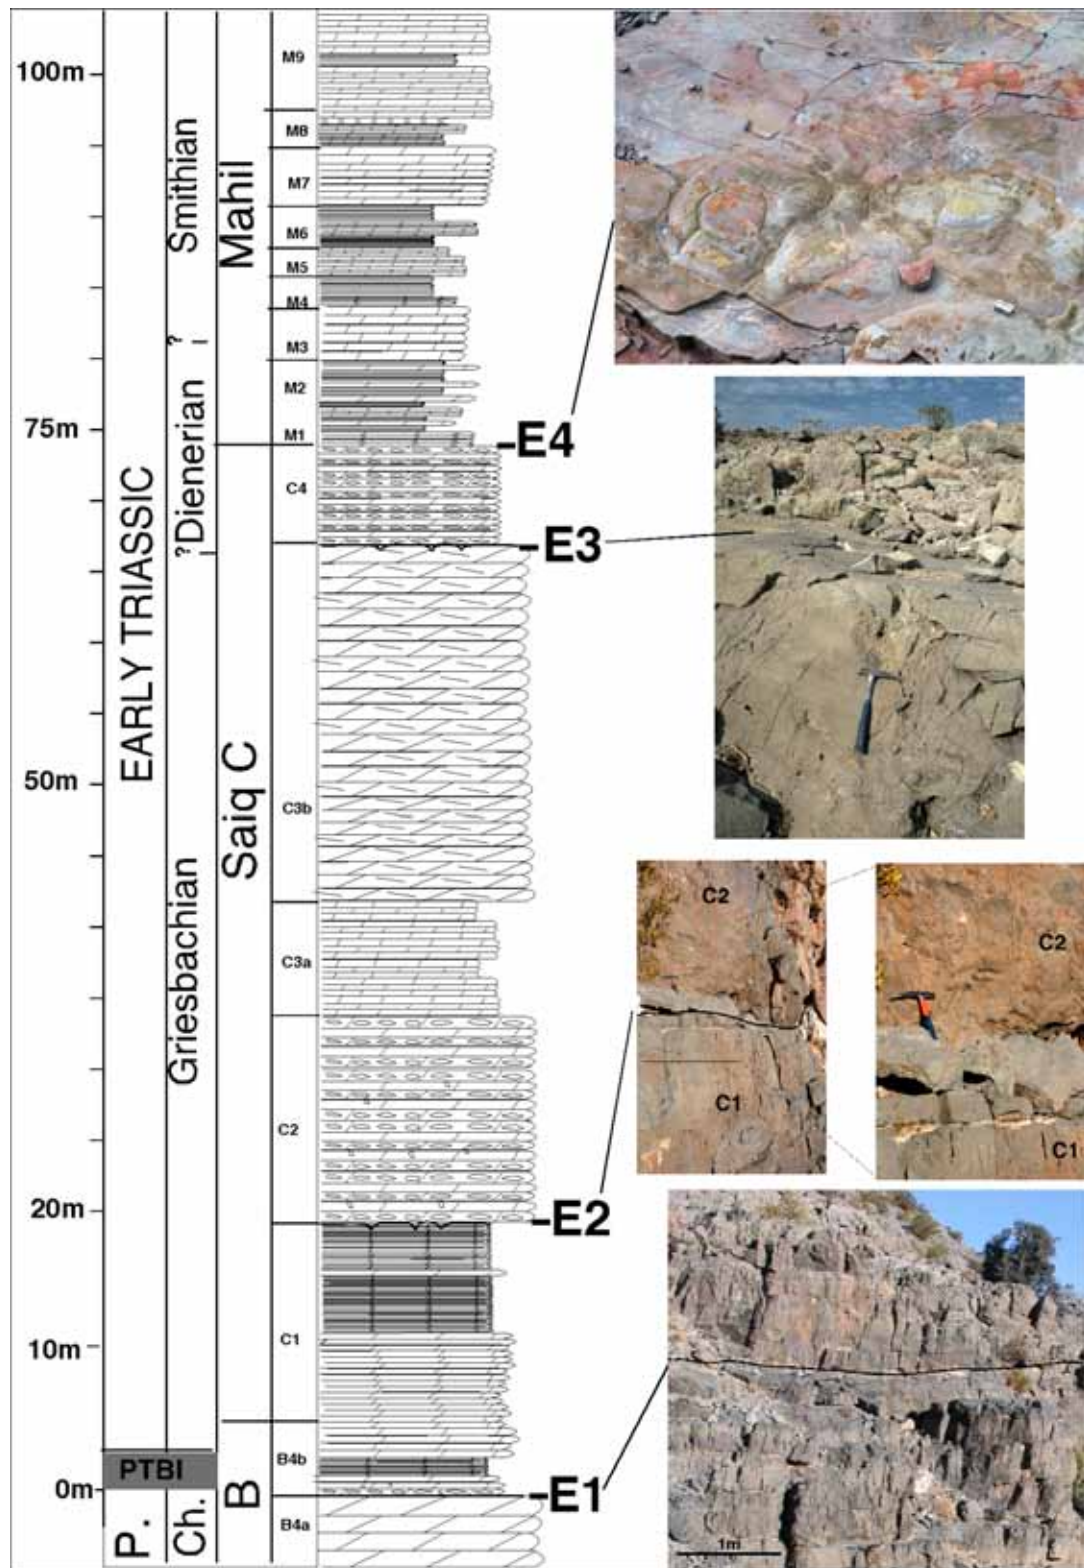 100m
75m
50m
20m
10m
0m
EARLY TRIASSIC
PTBI
P.
Smithian
?
Dienerian
?
Griesbachian
Ch.
Mahil
Saiq C
B
M9
M8
M7
M6
M5
M4
M3
M2
M1
C4
C3b
C3a
C2
C1
B4b
B4a
E4
E3
E2
E1
C2
C1
C2
C1
1m